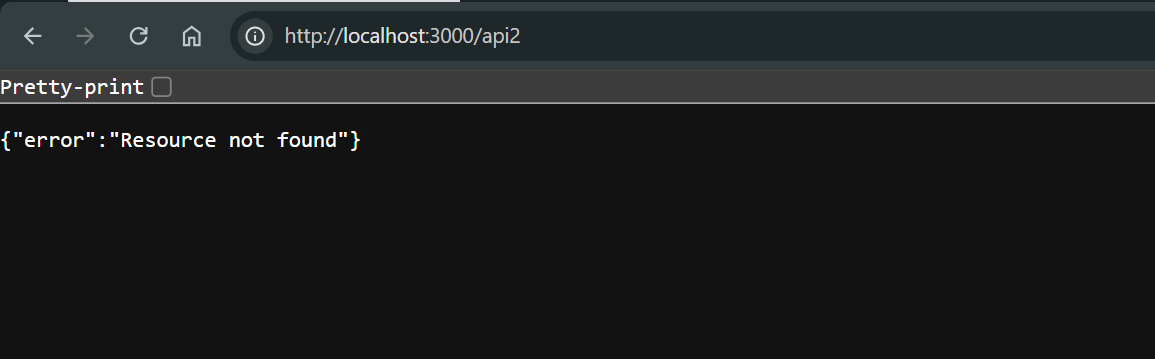 http://localhost:3000/api2
Pretty-print
{"error":"Resource not found"}